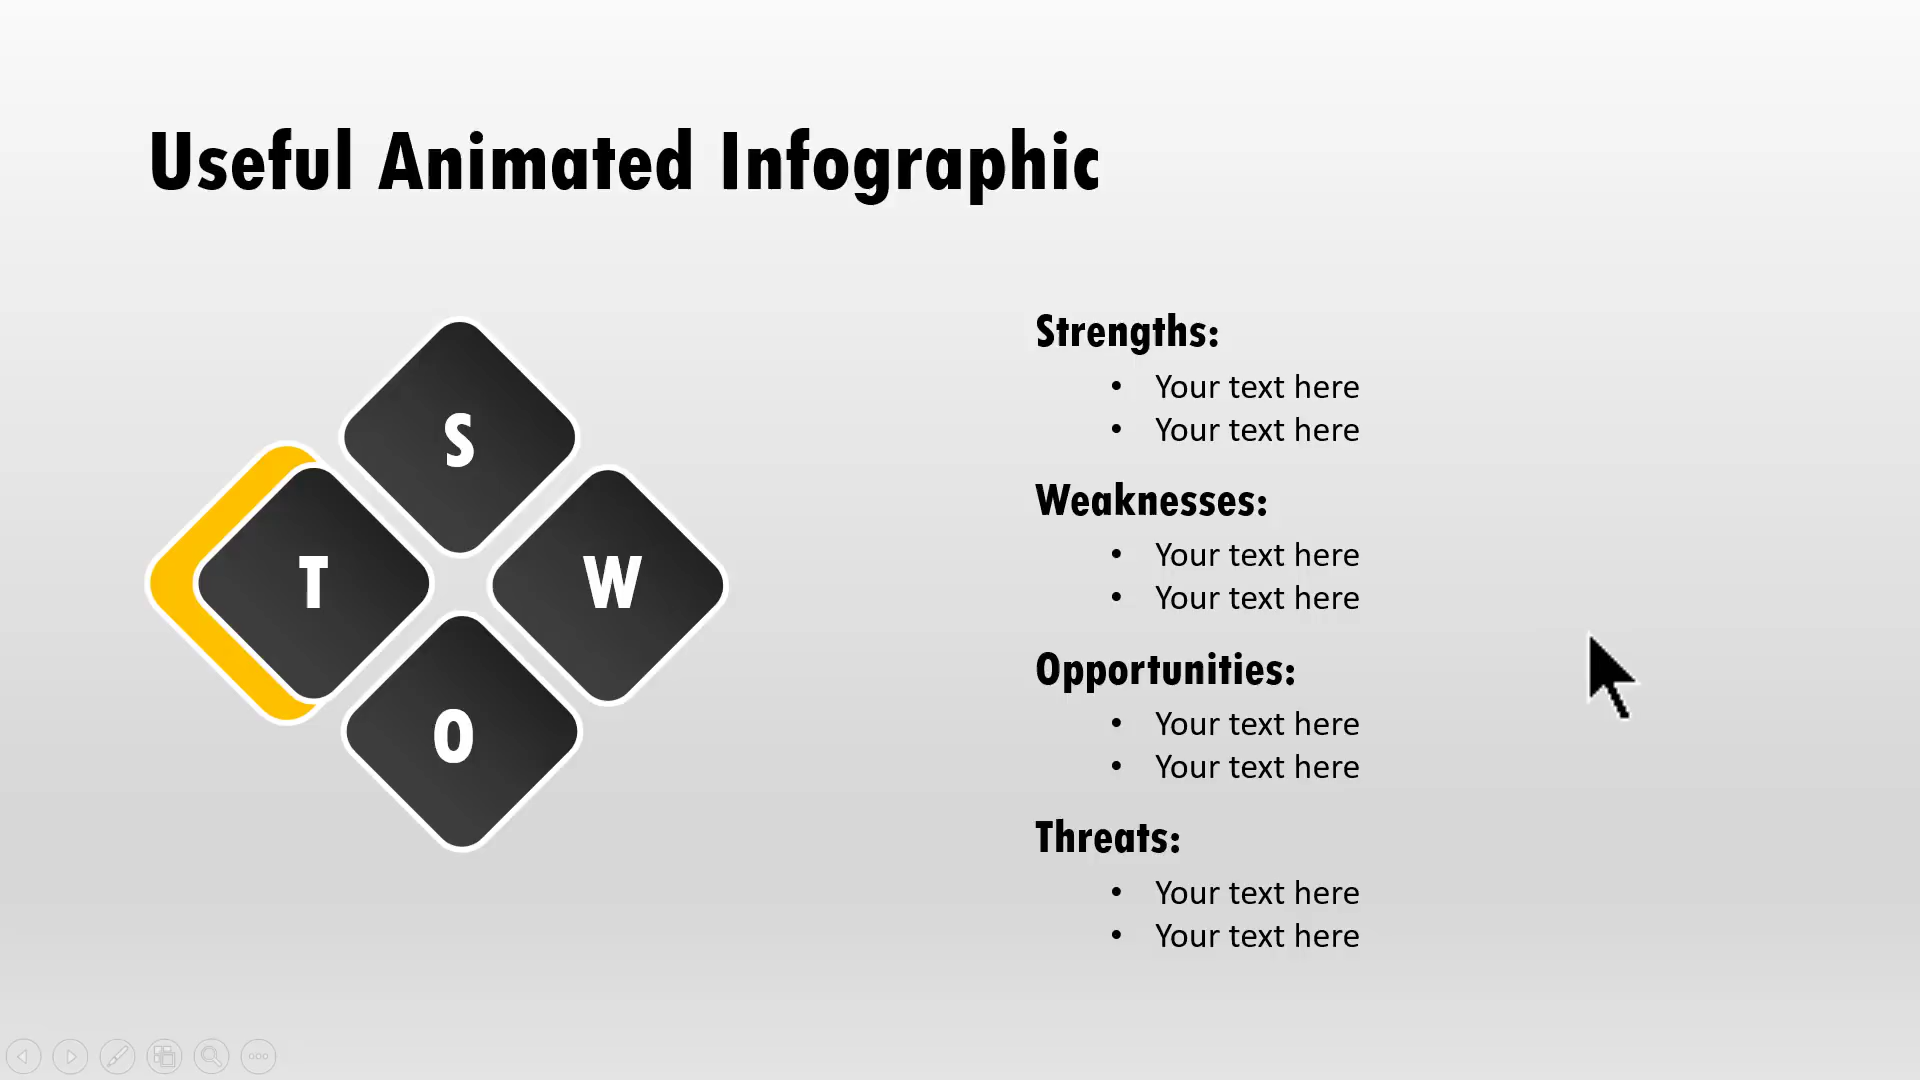 Useful Animated Infographic
S
T
W
O
Strengths:
• Your text here
• Your text here
Weaknesses:
• Your text here
• Your text here
Opportunities:
• Your text here
• Your text here
Threats:
• Your text here
• Your text here